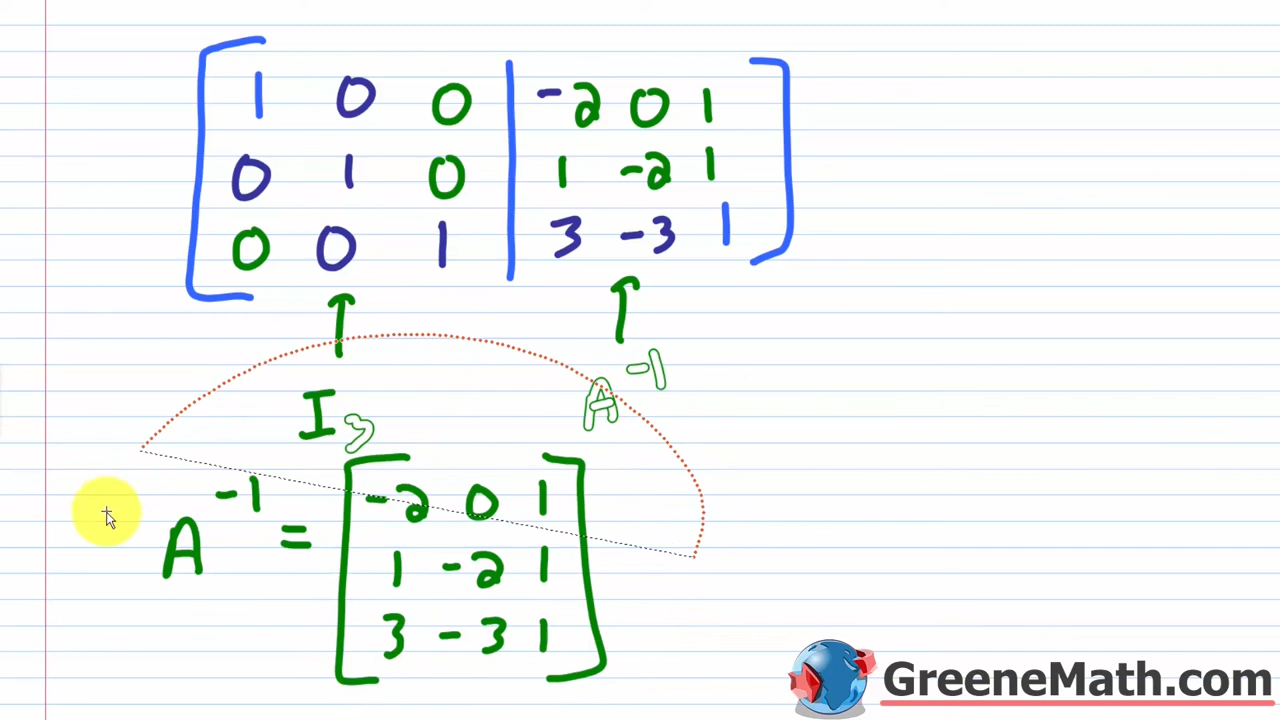 1 0 0 | -2 0 1
0 1 0 | 1 -2 1
0 0 1 | 3 -3 1
I₃ A⁻¹
A⁻¹ = [-2 0 1
1 -2 1
3 -3 1]
GreeneMath.com